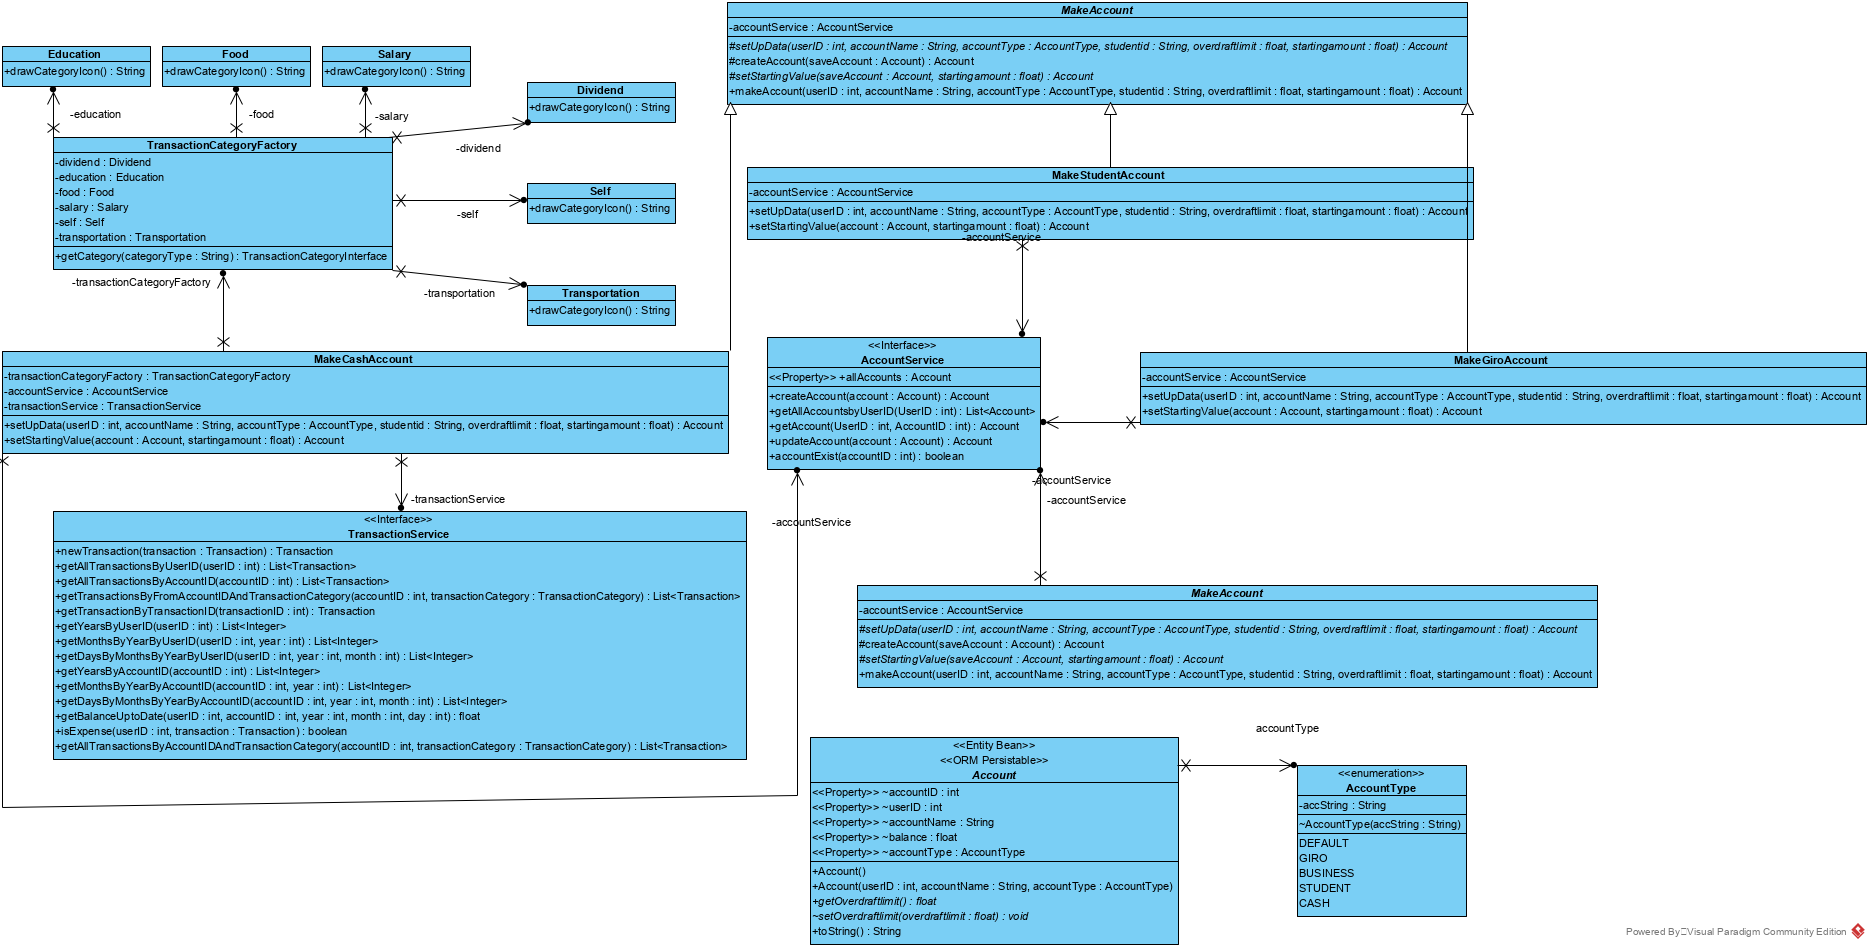 Education
+drawCategoryIcon() : String
Food
+drawCategoryIcon() : String
Salary
+drawCategoryIcon() : String
-education
-food
-salary
Dividend
+drawCategoryIcon() : String
-dividend
TransactionCategoryFactory
-dividend : Dividend
-education : Education
-food : Food
-salary : Salary
-self : Self
-transportation : Transportation
+getCategory(categoryType : String) : TransactionCategoryInterface
Self
+drawCategoryIcon() : String
-self
Transportation
+drawCategoryIcon() : String
-transportation
-transactionCategoryFactory
MakeAccount
-accountService : AccountService
#setUpData(userID : int, accountName : String, accountType : AccountType, studentid : String, overdraftlimit : float, startingamount : float) : Account
#createAccount(saveAccount : Account) : Account
#setStartingValue(saveAccount : Account, startingamount : float) : Account
+makeAccount(userID : int, accountName : String, accountType : AccountType, studentid : String, overdraftlimit : float, startingamount : float) : Account
MakeStudentAccount
-accountService : AccountService
+setUpData(userID : int, accountName : String, accountType : AccountType, studentid : String, overdraftlimit : float, startingamount : float) : Account
+setStartingValue(account : Account, startingamount : float) : Account
-accountService
MakeCashAccount
-transactionCategoryFactory : TransactionCategoryFactory
-accountService : AccountService
-transactionService : TransactionService
+setUpData(userID : int, accountName : String, accountType : AccountType, studentid : String, overdraftlimit : float, startingamount : float) : Account
+setStartingValue(account : Account, startingamount : float) : Account
<<Interface>>
AccountService
<<Property>> +allAccounts : Account
+createAccount(account : Account) : Account
+getAllAccountsbyUserID(UserID : int) : List<Account>
+getAccount(UserID : int, AccountID : int) : Account
+updateAccount(account : Account) : Account
+accountExist(accountID : int) : boolean
MakeGiroAccount
-accountService : AccountService
+setUpData(userID : int, accountName : String, accountType : AccountType, studentid : String, overdraftlimit : float, startingamount : float) : Account
+setStartingValue(account : Account, startingamount : float) : Account
-accountService
-accountService
-accountService
-transactionService
<<Interface>>
TransactionService
+newTransaction(transaction : Transaction) : Transaction
+getAllTransactionsByUserID(userID : int) : List<Transaction>
+getAllTransactionsByAccountID(accountID : int) : List<Transaction>
+getTransactionsByFromAccountIDAndTransactionCategory(accountID : int, transactionCategory : TransactionCategory) : List<Transaction>
+getTransactionByTransactionID(transactionID : int) : Transaction
+getYearsByUserID(userID : int) : List<Integer>
+getMonthsByYearByUserID(userID : int, year : int) : List<Integer>
+getDaysByMonthsByYearByUserID(userID : int, year : int, month : int) : List<Integer>
+getYearsByAccountID(accountID : int) : List<Integer>
+getMonthsByYearByAccountID(accountID : int, year : int) : List<Integer>
+getDaysByMonthsByYearByAccountID(accountID : int, year : int, month : int) : List<Integer>
+getBalanceUptoDate(userID : int, accountID : int, year : int, month : int, day : int) : float
+isExpense(userID : int, transaction : Transaction) : boolean
+getAllTransactionsByAccountIDAndTransactionCategory(accountID : int, transactionCategory : TransactionCategory) : List<Transaction>
MakeAccount
-accountService : AccountService
#setUpData(userID : int, accountName : String, accountType : AccountType, studentid : String, overdraftlimit : float, startingamount : float) : Account
#createAccount(saveAccount : Account) : Account
#setStartingValue(saveAccount : Account, startingamount : float) : Account
+makeAccount(userID : int, accountName : String, accountType : AccountType, studentid : String, overdraftlimit : float, startingamount : float) : Account
<<Entity Bean>>
<<ORM Persistable>>
Account
<<Property>> ~accountID : int
<<Property>> ~userID : int
<<Property>> ~accountName : String
<<Property>> ~balance : float
<<Property>> ~accountType : AccountType
+Account()
+Account(userID : int, accountName : String, accountType : AccountType)
+getOverdraftlimit() : float
~setOverdraftlimit(overdraftlimit : float) : void
+toString() : String
accountType
<<enumeration>>
AccountType
-accString : String
~AccountType(accString : String)
DEFAULT
GIRO
BUSINESS
STUDENT
CASH
Powered By Visual Paradigm Community Edition